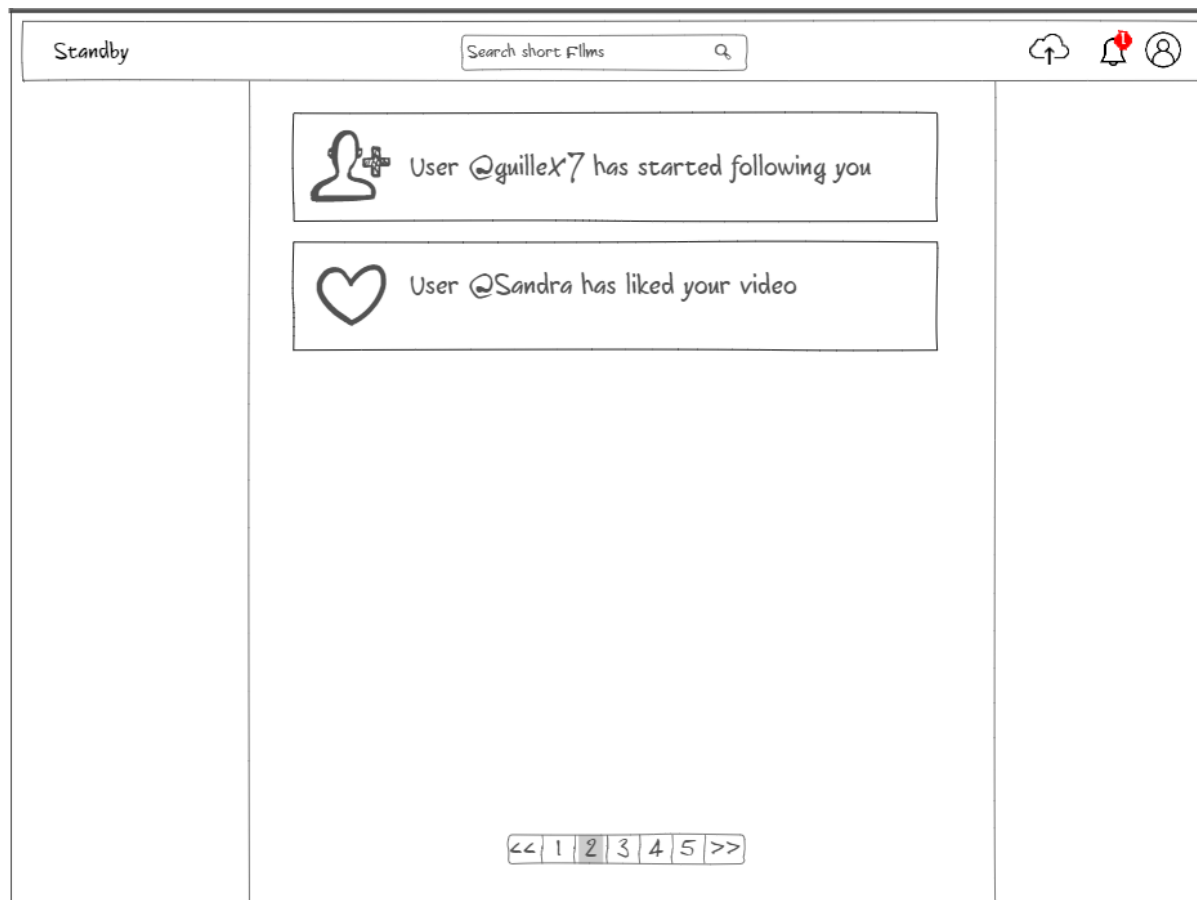 Standby
Search short Films
1
User @guilleX7 has started following you
User @Sandra has liked your video
<< 1 2 3 4 5 >>